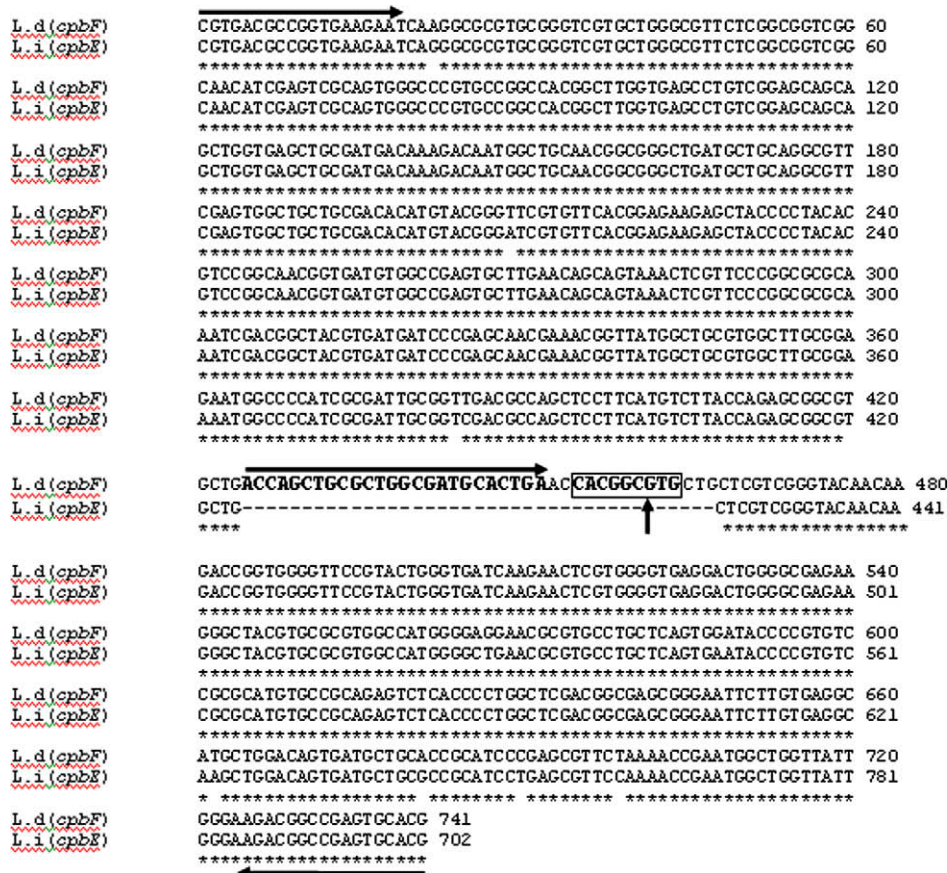 L.d(cpbF) CGTGACGCCGGTGAAGAATCAAGGCGCGTGCGGGTCGTGCTGGGCGTTCTCGGCGGTCGG 60
L.i(cpbE) CGTGACGCCGGTGAAGAATCAGGGCGCGTGCGGGTCGTGCTGGGCGTTCTCGGCGGTCGG 60
********************* **************************************
L.d(cpbF) CAACATCGAGTCGCAGTGGGCCCGTGCCGGCCACGGCTTGGTGAGCCTGTCGGAGCAGCA 120
L.i(cpbE) CAACATCGAGTCGCAGTGGGCCCGTGCCGGCCACGGCTTGGTGAGCCTGTCGGAGCAGCA 120
************************************************************
L.d(cpbF) GCTGGTGAGCTGCGATGACAAAGACAATGGCTGCAACGGCGGGCTGATGCTGCAGGCGTT 180
L.i(cpbE) GCTGGTGAGCTGCGATGACAAAGACAATGGCTGCAACGGCGGGCTGATGCTGCAGGCGTT 180
************************************************************
L.d(cpbF) CGAGTGGCTGCTGCGACACATGTACGGGTTCGTGTTCACGGAGAAGAGCTACCCCTACAC 240
L.i(cpbE) CGAGTGGCTGCTGCGACACATGTACGGGATCGTGTTCACGGAGAAGAGCTACCCCTACAC 240
**************************** *******************************
L.d(cpbF) GTCCGGCAACGGTGATGTGGCCGAGTGCTTGAACAGCAGTAAACTCGTTCCCGGCGCGCA 300
L.i(cpbE) GTCCGGCAACGGTGATGTGGCCGAGTGCTTGAACAGCAGTAAACTCGTTCCCGGCGCGCA 300
************************************************************
L.d(cpbF) AATCGACGGCTACGTGATGATCCCGAGCAACGAAACGGTTATGGCTGCGTGGCTTGCGGA 360
L.i(cpbE) AATCGACGGCTACGTGATGATCCCGAGCAACGAAACGGTTATGGCTGCGTGGCTTGCGGA 360
************************************************************
L.d(cpbF) GAATGGCCCCATCGCGATTGCGGTTGACGCCAGCTCCTTCATGTCTTACCAGAGCGGCGT 420
L.i(cpbE) AAATGGCCCCATCGCGATTGCGGTCGACGCCAGCTCCTTCATGTCTTACCAGAGCGGCGT 420
*********************** ***********************************
L.d(cpbF) GCTGACCAGCTGCGCTGGCGATGCACTGAACCACGGCGTGCTGCTCGTCGGGTACAACAA 480
L.i(cpbE) GCTG---------------------------------------CTCGTCGGGTACAACAA 441
**** *****************
L.d(cpbF) GACCGGTGGGGTTCCGTACTGGGTGATCAAGAACTCGTGGGGTGAGGACTGGGGCGAGAA 540
L.i(cpbE) GACCGGTGGGGTTCCGTACTGGGTGATCAAGAACTCGTGGGGTGAGGACTGGGGCGAGAA 501
************************************************************
L.d(cpbF) GGGCTACGTGCGCGTGGCCATGGGGAGGAACGCGTGCCTGCTCAGTGGATACCCCGTGTC 600
L.i(cpbE) GGGCTACGTGCGCGTGGCCATGGGGCTGAACGCGTGCCTGCTCAGTGAATACCCCGTGTC 561
************************************************************
L.d(cpbF) CGCGCATGTGCCGCAGAGTCTCACCCCTGGCTCGACGGCGAGCGGGAATTCTTGTGAGGC 660
L.i(cpbE) CGCGCATGTGCCGCAGAGTCTCACCCCTGGCTCGACGGCGAGCGGGAATTCTTGTGAGGC 621
************************************************************
L.d(cpbF) ATGCTGGACAGTGATGCTGCACCGCATCCCGAGCGTTCTAAAACCGAATGGCTGGTTATT 720
L.i(cpbE) AAGCTGGACAGTGATGCTGCGCCGCATCCTGAGCGTTCCAAAACCGAATGGCTGGTTATT 781
* ****************** ******** ******** *********************
L.d(cpbF) GGGAAGACGGCCGAGTGCACG 741
L.i(cpbE) GGGAAGACGGCCGAGTGCACG 702
*********************